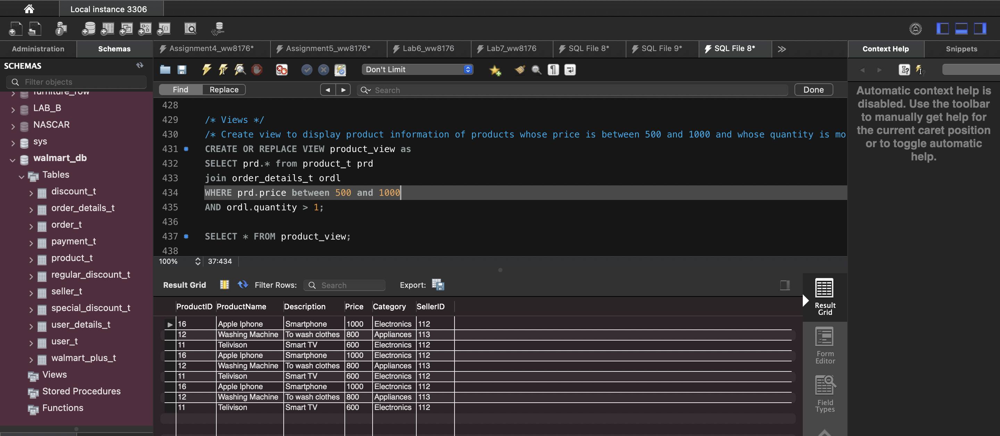 Local instance 3306
Administration
Schemas
Assignment4_ww8176*
Assignment5_ww8176*
Lab6_ww8176
Lab7_ww8176
SQL File 8*
SQL File 9*
SQL File 8*
Context Help
Snippets
SCHEMAS
Filter objects
furniture_row
LAB_B
NASCAR
sys
walmart_db
Tables
discount_t
order_details_t
order_t
payment_t
product_t
regular_discount_t
seller_t
special_discount_t
user_details_t
user_t
walmart_plus_t
Views
Stored Procedures
Functions
Don't Limit
Find
Replace
Search
Done
428
429 /* Views */
430 /* Create view to display product information of products whose price is between 500 and 1000 and whose quantity is mo
431 CREATE OR REPLACE VIEW product_view as
432 SELECT prd.* from product_t prd
433 join order_details_t ordl
434 WHERE prd.price between 500 and 1000
435 AND ordl.quantity > 1;
436
437 SELECT * FROM product_view;
438
100%
37:434
Result Grid
Filter Rows:
Search
Export:
ProductID ProductName Description Price Category SellerID
16 Apple Iphone Smartphone 1000 Electronics 112
12 Washing Machine To wash clothes 800 Appliances 113
11 Telivison Smart TV 600 Electronics 112
16 Apple Iphone Smartphone 1000 Electronics 112
12 Washing Machine To wash clothes 800 Appliances 113
11 Telivison Smart TV 600 Electronics 112
16 Apple Iphone Smartphone 1000 Electronics 112
12 Washing Machine To wash clothes 800 Appliances 113
11 Telivison Smart TV 600 Electronics 112
Result
Grid
Form
Editor
Field
Types
Automatic context help is
disabled. Use the toolbar
to manually get help for
the current caret position
or to toggle automatic
help.